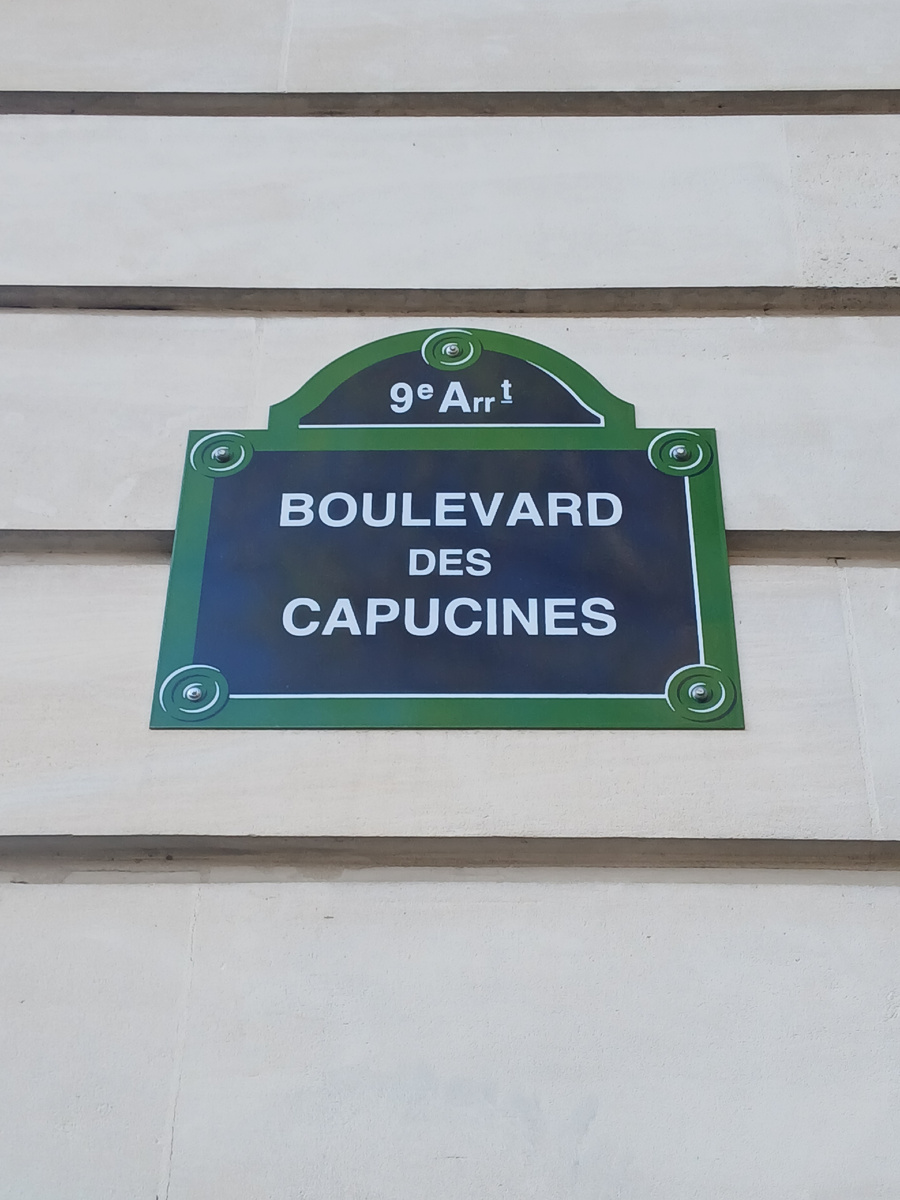 9e Arrt
BOULEVARD
DES
CAPUCINES